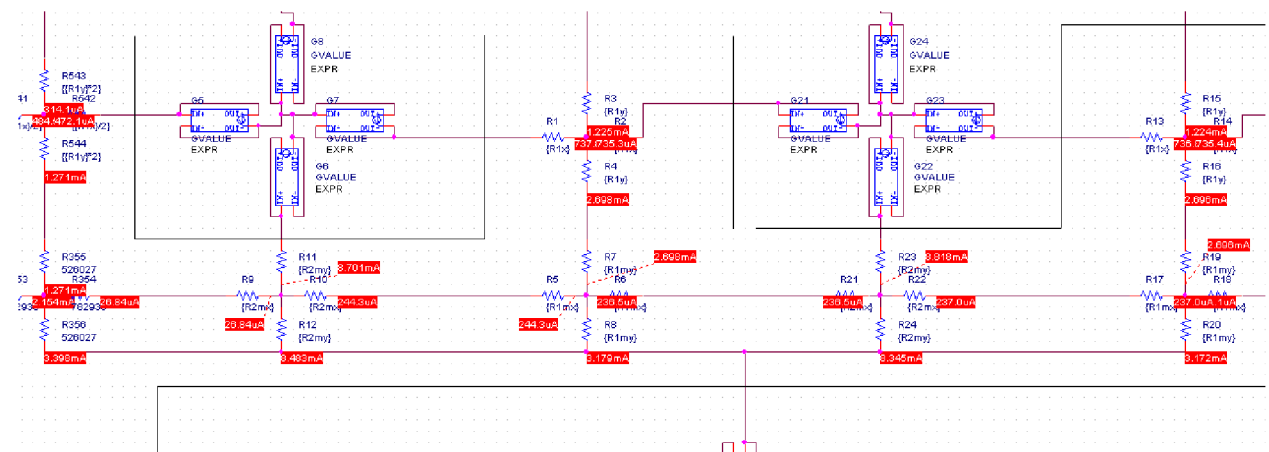 G8
GVALUE
EXPR
G24
GVALUE
EXPR
R543
{{R1y}*2}
R542
314.1uA
R544
{{R1y}*2}
1.271mA
G5
GVALUE
EXPR
G7
GVALUE
EXPR
G6
GVALUE
EXPR
R3
{R1y}
R1
{R1x}
R2
1.225mA
R4
{R1y}
2.698mA
G21
GVALUE
EXPR
G23
GVALUE
EXPR
G22
GVALUE
EXPR
R15
{R1y}
R13
{R1x}
R14
1.224mA
R16
{R1y}
2.696mA
R355
526027
1.271mA
R354
2.154mA
26.84uA
R356
526027
3.398mA
R11
{R2my}
8.701mA
R9
{R2mx}
R10
{R2mx}
26.84uA
244.3uA
R12
{R2my}
8.483mA
R7
{R1my}
2.698mA
R5
{R1mx}
R6
236.5uA
244.3uA
R8
{R1my}
3.179mA
R23
{R2my}
8.818mA
R21
236.5uA
R22
{R2mx}
237.0uA
R24
{R2my}
8.345mA
R19
{R1my}
2.696mA
R17
{R1mx}
R18
237.0uA
R20
{R1my}
3.172mA